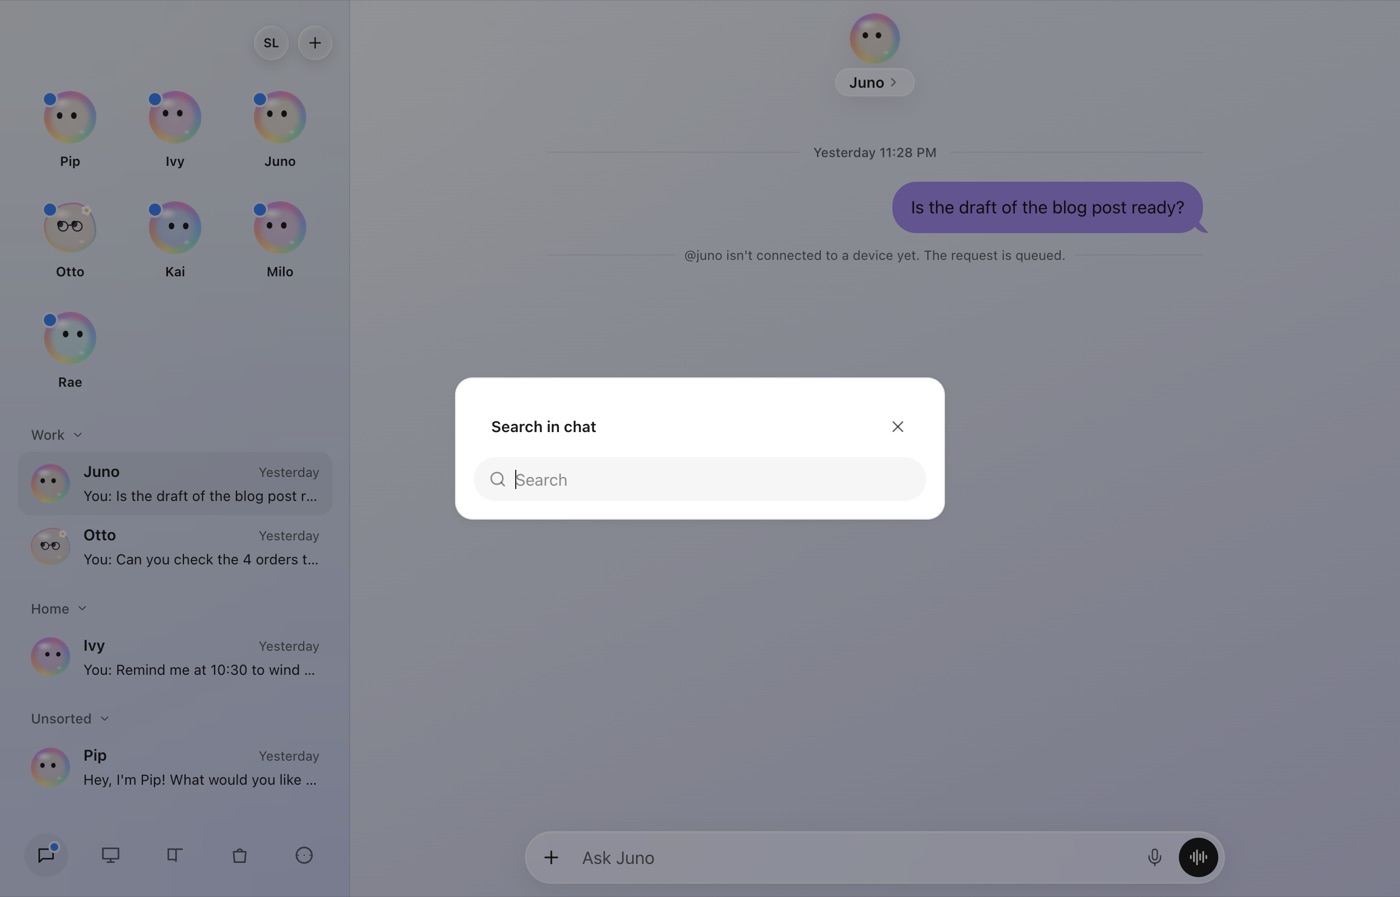 SL
Pip
Ivy
Juno
Otto
Kai
Milo
Rae
Work
Juno
Yesterday
You: Is the draft of the blog post r...
Otto
Yesterday
You: Can you check the 4 orders t...
Home
Ivy
Yesterday
You: Remind me at 10:30 to wind ...
Unsorted
Pip
Yesterday
Hey, I'm Pip! What would you like ...
Juno
Yesterday 11:28 PM
Is the draft of the blog post ready?
@juno isn't connected to a device yet. The request is queued.
Search in chat
Search
Ask Juno